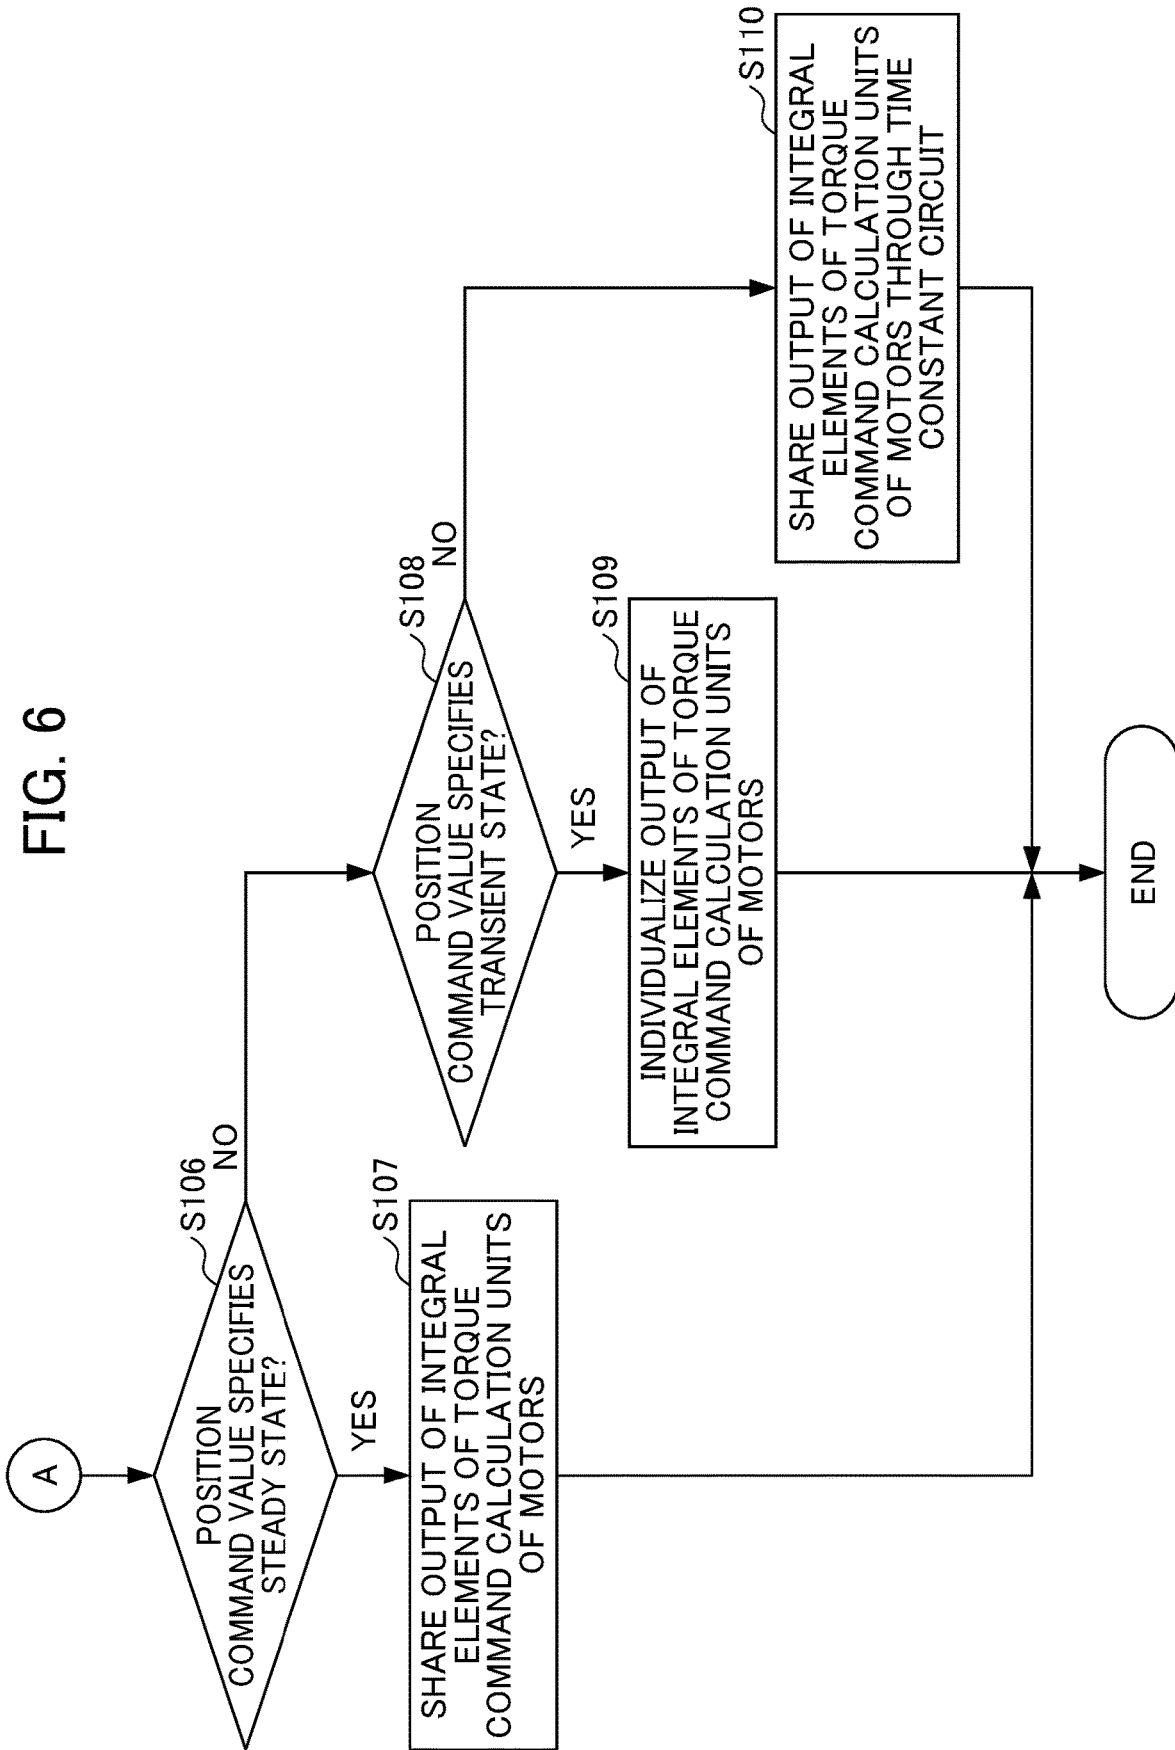 FIG. 6
A
S106
POSITION
COMMAND VALUE SPECIFIES
STEADY STATE?
NO
YES
S107
SHARE OUTPUT OF INTEGRAL
ELEMENTS OF TORQUE
COMMAND CALCULATION UNITS
OF MOTORS
S108
POSITION
COMMAND VALUE SPECIFIES
TRANSIENT STATE?
NO
YES
S109
INDIVIDUALIZE OUTPUT OF
INTEGRAL ELEMENTS OF TORQUE
COMMAND CALCULATION UNITS
OF MOTORS
S110
SHARE OUTPUT OF INTEGRAL
ELEMENTS OF TORQUE
COMMAND CALCULATION UNITS
OF MOTORS THROUGH TIME
CONSTANT CIRCUIT
END